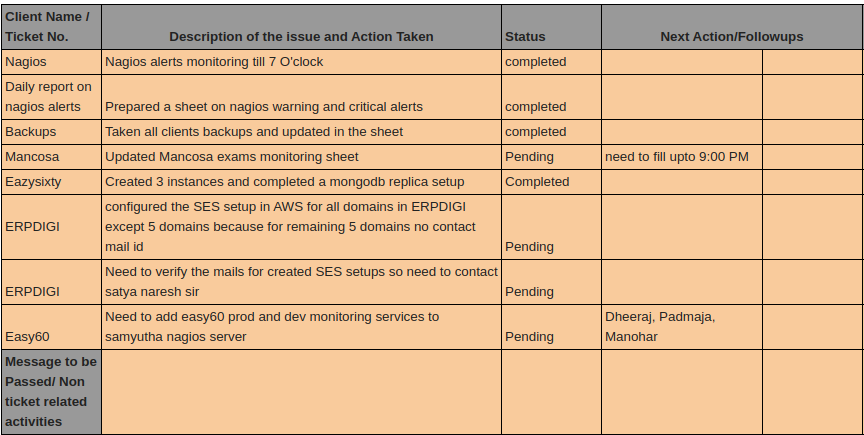 Client Name /
Ticket No.
Description of the issue and Action Taken
Status
Next Action/Followups
Nagios
Nagios alerts monitoring till 7 O'clock
completed
Daily report on
nagios alerts
Prepared a sheet on nagios warning and critical alerts
completed
Backups
Taken all clients backups and updated in the sheet
completed
Mancosa
Updated Mancosa exams monitoring sheet
Pending
need to fill upto 9:00 PM
Eazysixty
Created 3 instances and completed a mongodb replica setup
Completed
ERPDIGI
configured the SES setup in AWS for all domains in ERPDIGI
except 5 domains because for remaining 5 domains no contact
mail id
Pending
ERPDIGI
Need to verify the mails for created SES setups so need to contact
satya naresh sir
Pending
Easy60
Need to add easy60 prod and dev monitoring services to
samyutha nagios server
Pending
Dheeraj, Padmaja,
Manohar
Message to be
Passed/ Non
ticket related
activities